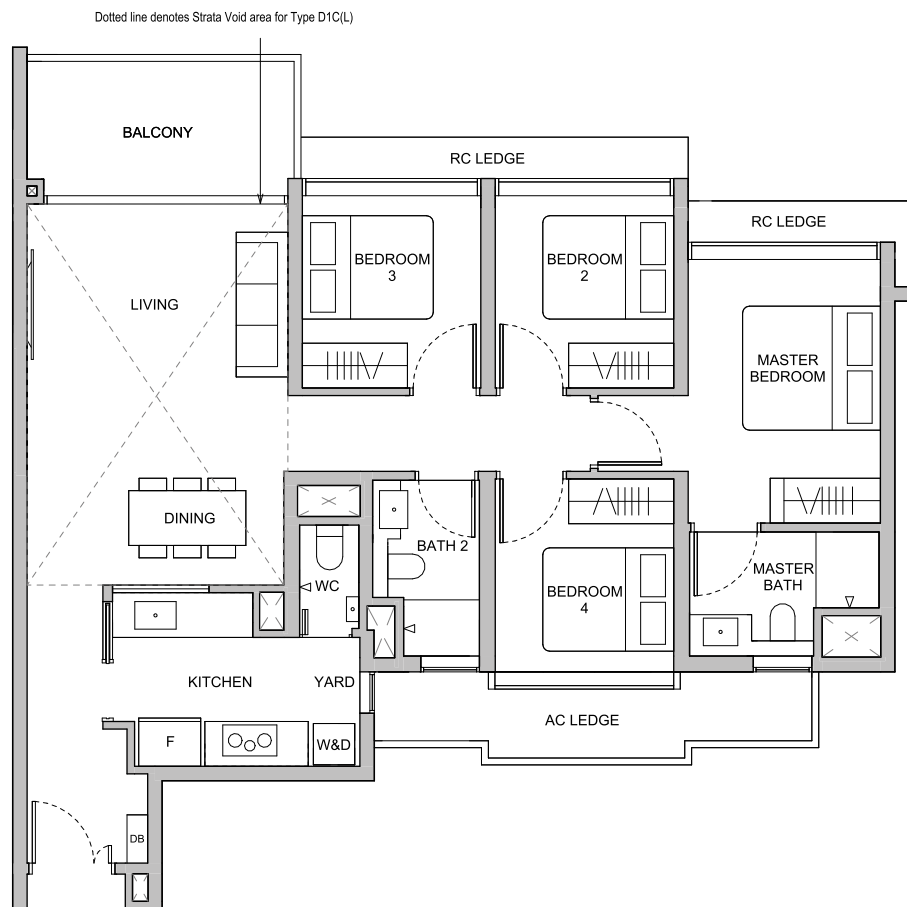 Dotted line denotes Strata Void area for Type D1C(L)
BALCONY
RC LEDGE
RC LEDGE
BEDROOM
3
BEDROOM
2
LIVING
MASTER
BEDROOM
DINING
BATH 2
WC
MASTER
BATH
BEDROOM
4
KITCHEN
YARD
AC LEDGE
F
W&D
DB